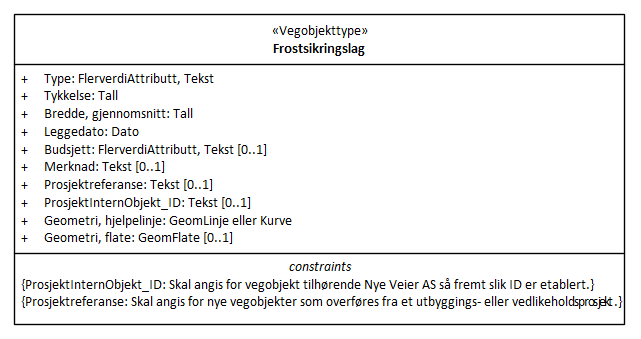 «Vegobjekttype»
Frostsikringslag
+ Type: FlerverdiAttributt, Tekst
+ Tykkelse: Tall
+ Bredde, gjennomsnitt: Tall
+ Leggedato: Dato
+ Budsjett: FlerverdiAttributt, Tekst [0..1]
+ Merknad: Tekst [0..1]
+ Prosjektreferanse: Tekst [0..1]
+ ProsjektInternObjekt_ID: Tekst [0..1]
+ Geometri, hjelpelinje: GeomLinje eller Kurve
+ Geometri, flate: GeomFlate [0..1]
constraints
{ProsjektInternObjekt_ID: Skal angis for vegobjekt tilhørende Nye Veier AS så fremt slik ID er etablert.}
{Prosjektreferanse: Skal angis for nye vegobjekter som overføres fra et utbyggings- eller vedlikeholdsprosjekt.}